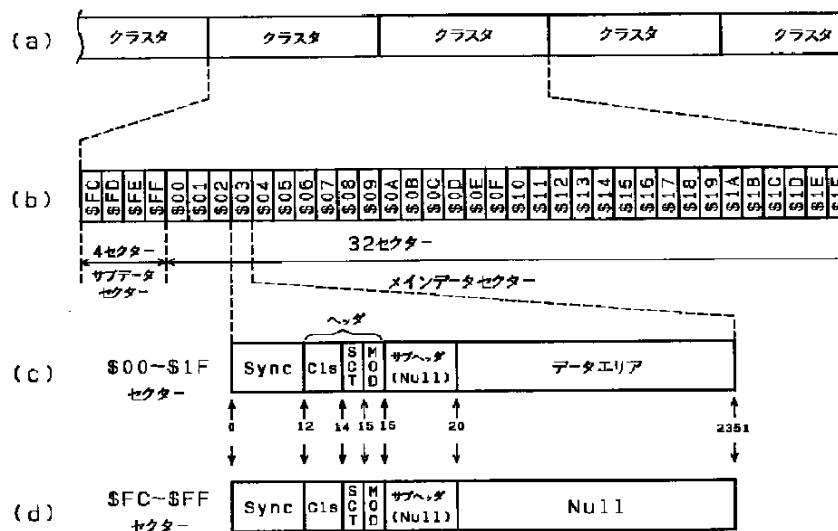 (a) クラスタ クラスタ クラスタ クラスタ クラスタ
(b) $FC $FD $FE $FF $00 $01 $02 $03 $04 $05 $06 $07 $08 $09 $0A $0B $0C $0D $0E $0F $10 $11 $12 $13 $14 $15 $16 $17 $18 $19 $1A $1B $1C $1D $1E
4セクター 32セクター
サブデータ
セクター メインデータセクター
ヘッダ
(c) $00~$1F
セクター
Sync Cls SCT MOD サブヘッダ (Null) データエリア
0 12 14 15 16 20 2351
(d) $FC~$FF
セクター
Sync Cls SCT MOD サブヘッダ (Null) Null